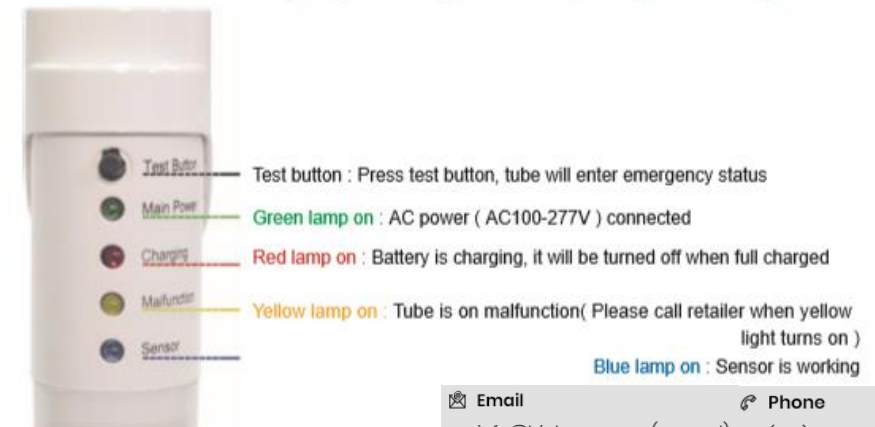 Test Button
Test button : Press test button, tube will enter emergency status
Main Power
Green lamp on : AC power ( AC100-277V ) connected
Charging
Red lamp on : Battery is charging, it will be turned off when full charged
Malfunction
Yellow lamp on : Tube is on malfunction( Please call retailer when yellow
light turns on )
Sensor
Blue lamp on : Sensor is working
Email
Phone